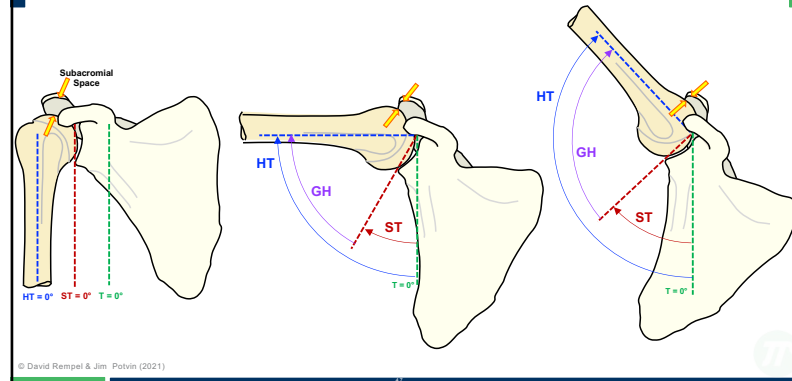 Subacromial
Space
HT = 0°
ST = 0°
T = 0°
HT
GH
ST
T = 0°
HT
GH
ST
T = 0°
© David Rempel & Jim Potvin (2021)
47